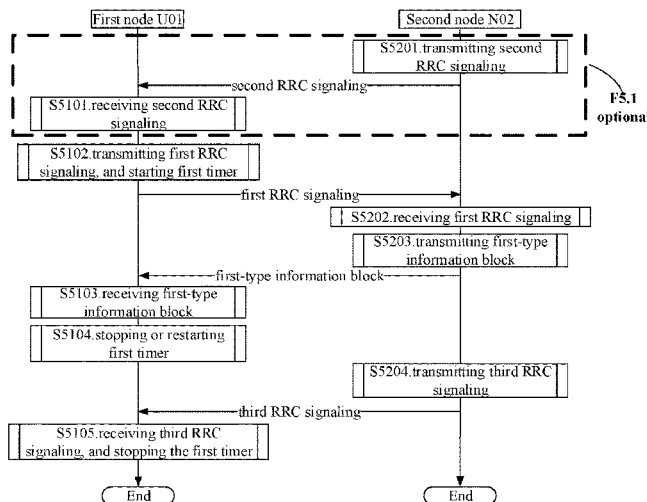 First node U01
Second node N02
S5201.transmitting second
RRC signaling
second RRC signaling
F5.1
optional
S5101.receiving second RRC
signaling
S5102.transmitting first RRC
signaling, and starting first timer
first RRC signaling
S5202.receiving first RRC signaling
S5203.transmitting first-type
information block
first-type information block
S5103.receiving first-type
information block
S5104.stopping or restarting
first timer
S5204.transmitting third RRC
signaling
third RRC signaling
S5105.receiving third RRC
signaling, and stopping the first timer
End
End